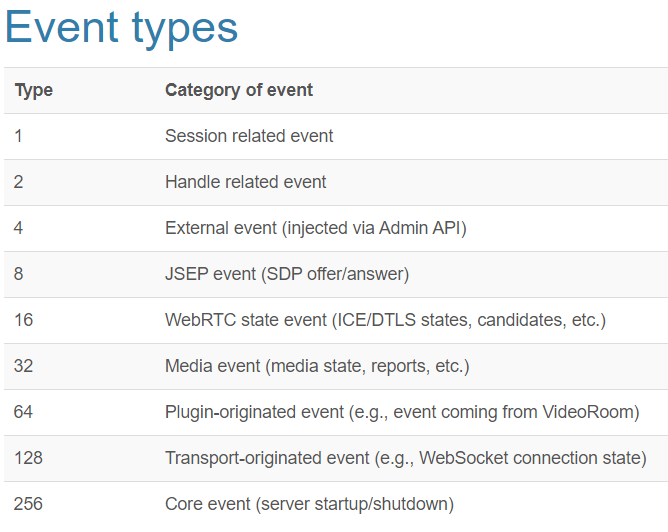 Event types
Type Category of event
1 Session related event
2 Handle related event
4 External event (injected via Admin API)
8 JSEP event (SDP offer/answer)
16 WebRTC state event (ICE/DTLS states, candidates, etc.)
32 Media event (media state, reports, etc.)
64 Plugin-originated event (e.g., event coming from VideoRoom)
128 Transport-originated event (e.g., WebSocket connection state)
256 Core event (server startup/shutdown)